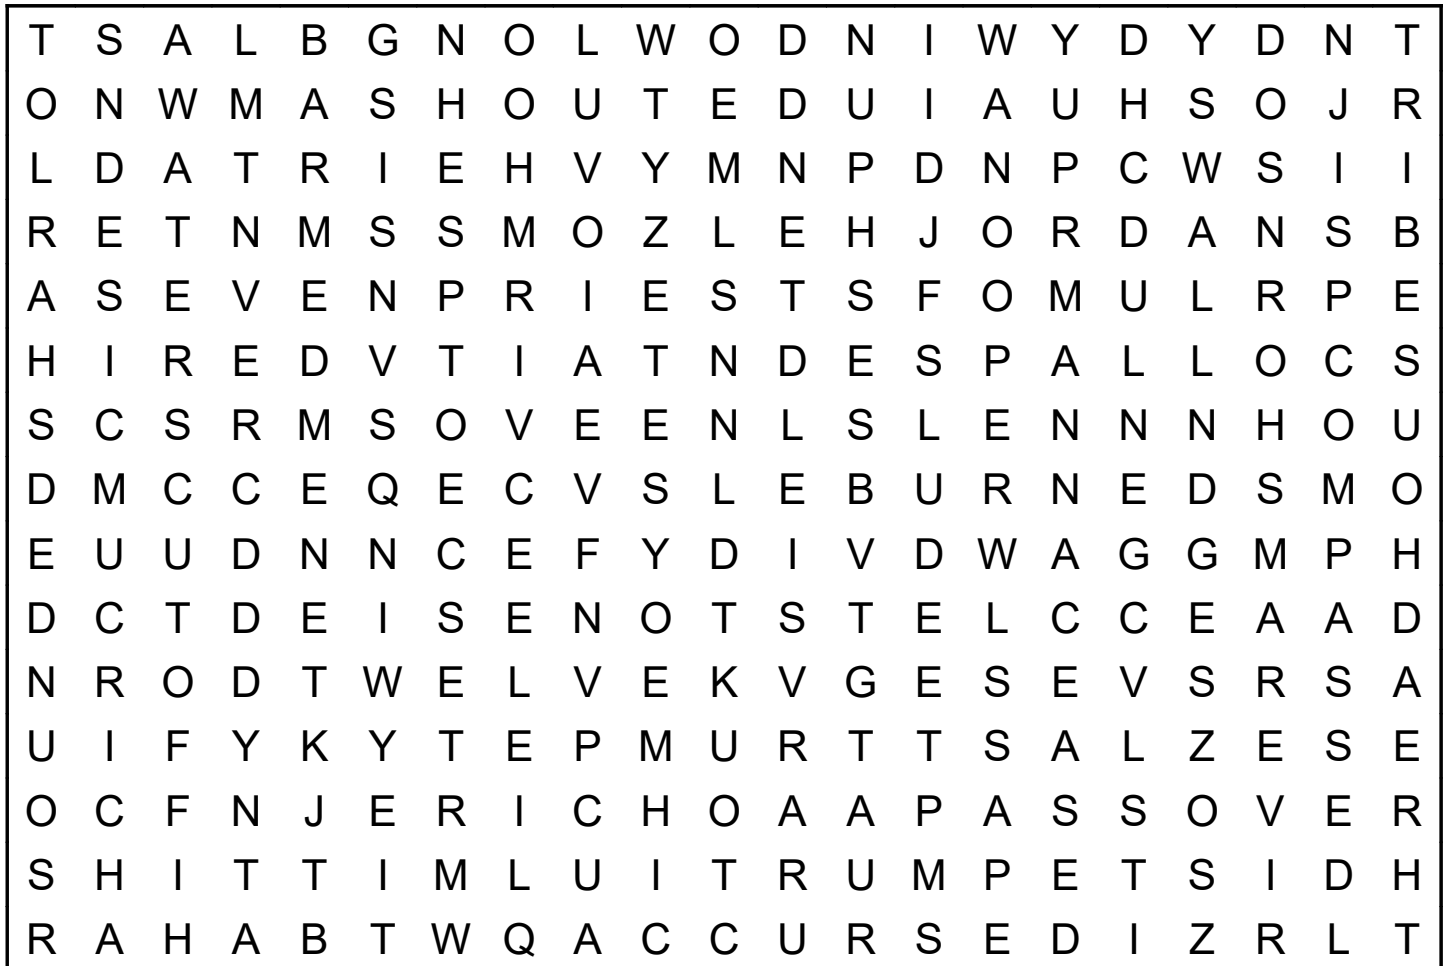 T S A L B G N O L W O D N I W Y D Y D N T
O N W M A S H O U T E D U I A U H S O J R
L D A T R I E H V Y M N P D N P C W S I I
R E T N M S S M O Z L E H J O R D A N S B
A S E V E N P R I E S T S F O M U L R P E
H I R E D V T I A T N D E S P A L L O C S
S C S R M S O V E E N L S L E N N N H O U
D M C C E Q E C V S L E B U R N E D S M O
E U U D N N C E F Y D I V D W A G G M P H
D C T D E I S E N O T S T E L C C E A A D
N R O D T W E L V E K V G E S E V S R S A
U I F Y K Y T E P M U R T T S A L Z E S E
O C F N J E R I C H O A A P A S S O V E R
S H I T T I M L U I T R U M P E T S I D H
R A H A B T W Q A C C U R S E D I Z R L T